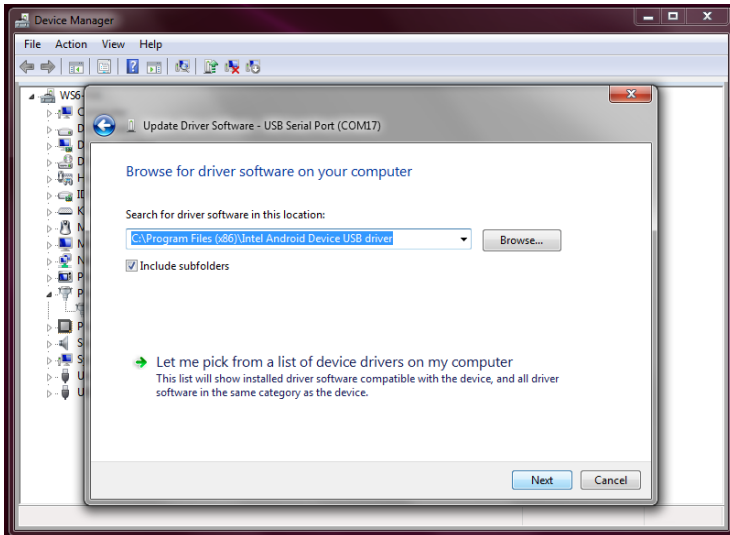 Device Manager
File Action View Help
WS6
Update Driver Software - USB Serial Port (COM17)
Browse for driver software on your computer
Search for driver software in this location:
C:\Program Files (x86)\Intel Android Device USB driver
Browse...
Include subfolders
Let me pick from a list of device drivers on my computer
This list will show installed driver software compatible with the device, and all driver
software in the same category as the device.
Next Cancel